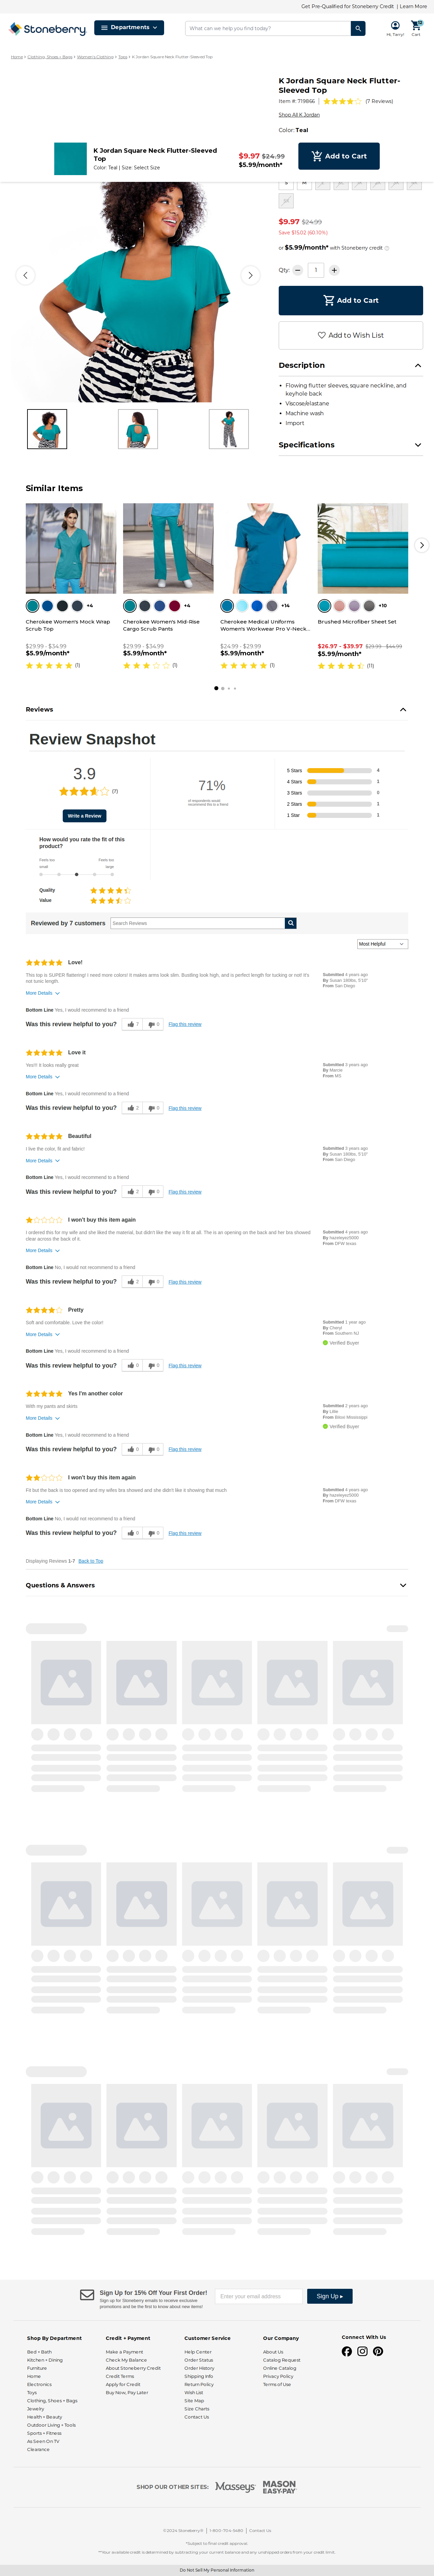 Get Pre-Qualified for Stoneberry Credit | Learn More
Stoneberry
Departments
What can we help you find today?
Hi, Tairy!
Cart
Home > Clothing, Shoes + Bags > Women's Clothing > Tops > K Jordan Square Neck Flutter-Sleeved Top
K Jordan Square Neck Flutter-Sleeved Top
Item #: 719866 | (7 Reviews)
Shop All K Jordan
Color: Teal
K Jordan Square Neck Flutter-Sleeved Top
Color: Teal | Size: Select Size
$9.97 $24.99
$5.99/month*
Add to Cart
$9.97 $24.99
Save $15.02 (60.10%)
or $5.99/month* with Stoneberry credit
Qty: 1
Add to Cart
Add to Wish List
Description
Flowing flutter sleeves, square neckline, and keyhole back
Viscose/elastane
Machine wash
Import
Specifications
Similar Items
+4
Cherokee Women's Mock Wrap Scrub Top
$29.99 - $34.99
$5.99/month*
(1)
+4
Cherokee Women's Mid-Rise Cargo Scrub Pants
$29.99 - $34.99
$5.99/month*
(1)
+14
Cherokee Medical Uniforms Women's Workwear Pro V-Neck...
$24.99 - $29.99
$5.99/month*
(1)
+10
Brushed Microfiber Sheet Set
$26.97 - $39.97 $29.99 - $44.99
$5.99/month*
(11)
Reviews
Review Snapshot
3.9
(7)
Write a Review
71%
of respondents would recommend this to a friend
5 Stars 4
4 Stars 1
3 Stars 0
2 Stars 1
1 Star 1
How would you rate the fit of this product?
Feels too small
Feels too large
Quality
Value
Reviewed by 7 customers
Search Reviews
Most Helpful
Love!
This top is SUPER flattering! I need more colors! It makes arms look slim. Bustling look high, and is perfect length for tucking or not! It's not tunic length.
More Details
Submitted 4 years ago
By Susan 180lbs, 5'10"
From San Diego
Bottom Line Yes, I would recommend to a friend
Was this review helpful to you? 7 0 Flag this review
Love it
Yes!!! It looks really great
More Details
Submitted 3 years ago
By Marcie
From MS
Bottom Line Yes, I would recommend to a friend
Was this review helpful to you? 2 0 Flag this review
Beautiful
I live the color, fit and fabric!
More Details
Submitted 3 years ago
By Susan 180lbs, 5'10"
From San Diego
Bottom Line Yes, I would recommend to a friend
Was this review helpful to you? 2 0 Flag this review
I won't buy this item again
I ordered this for my wife and she liked the material, but didn't like the way it fit at all. The is an opening on the back and her bra showed clear across the back of it.
More Details
Submitted 4 years ago
By hazeleyez5000
From DFW texas
Bottom Line No, I would not recommend to a friend
Was this review helpful to you? 2 0 Flag this review
Pretty
Soft and comfortable. Love the color!
More Details
Submitted 1 year ago
By Cheryl
From Southern NJ
Verified Buyer
Bottom Line Yes, I would recommend to a friend
Was this review helpful to you? 0 0 Flag this review
Yes I'm another color
With my pants and skirts
More Details
Submitted 2 years ago
By Lillie
From Biloxi Mississippi
Verified Buyer
Bottom Line Yes, I would recommend to a friend
Was this review helpful to you? 0 0 Flag this review
I won't buy this item again
Fit but the back is too opened and my wifes bra showed and she didn't like it showing that much
More Details
Submitted 4 years ago
By hazeleyez5000
From DFW texas
Bottom Line No, I would not recommend to a friend
Was this review helpful to you? 0 0 Flag this review
Displaying Reviews 1-7 Back to Top
Questions & Answers
Sign Up for 15% Off Your First Order!
Sign up for Stoneberry emails to receive exclusive promotions and be the first to know about new items!
Enter your email address
Sign Up ▸
Shop By Department
Bed + Bath
Kitchen + Dining
Furniture
Home
Electronics
Toys
Clothing, Shoes + Bags
Jewelry
Health + Beauty
Outdoor Living + Tools
Sports + Fitness
As Seen On TV
Clearance
Credit + Payment
Make a Payment
Check My Balance
About Stoneberry Credit
Credit Terms
Apply for Credit
Buy Now, Pay Later
Customer Service
Help Center
Order Status
Order History
Shipping Info
Return Policy
Wish List
Site Map
Size Charts
Contact Us
Our Company
About Us
Catalog Request
Online Catalog
Privacy Policy
Terms of Use
Connect With Us
SHOP OUR OTHER SITES:
Masseys
MASON EASY-PAY
©2024 Stoneberry® | 1-800-704-5480 | Contact Us
*Subject to final credit approval.
**Your available credit is determined by subtracting your current balance and any unshipped orders from your credit limit.
Do Not Sell My Personal Information